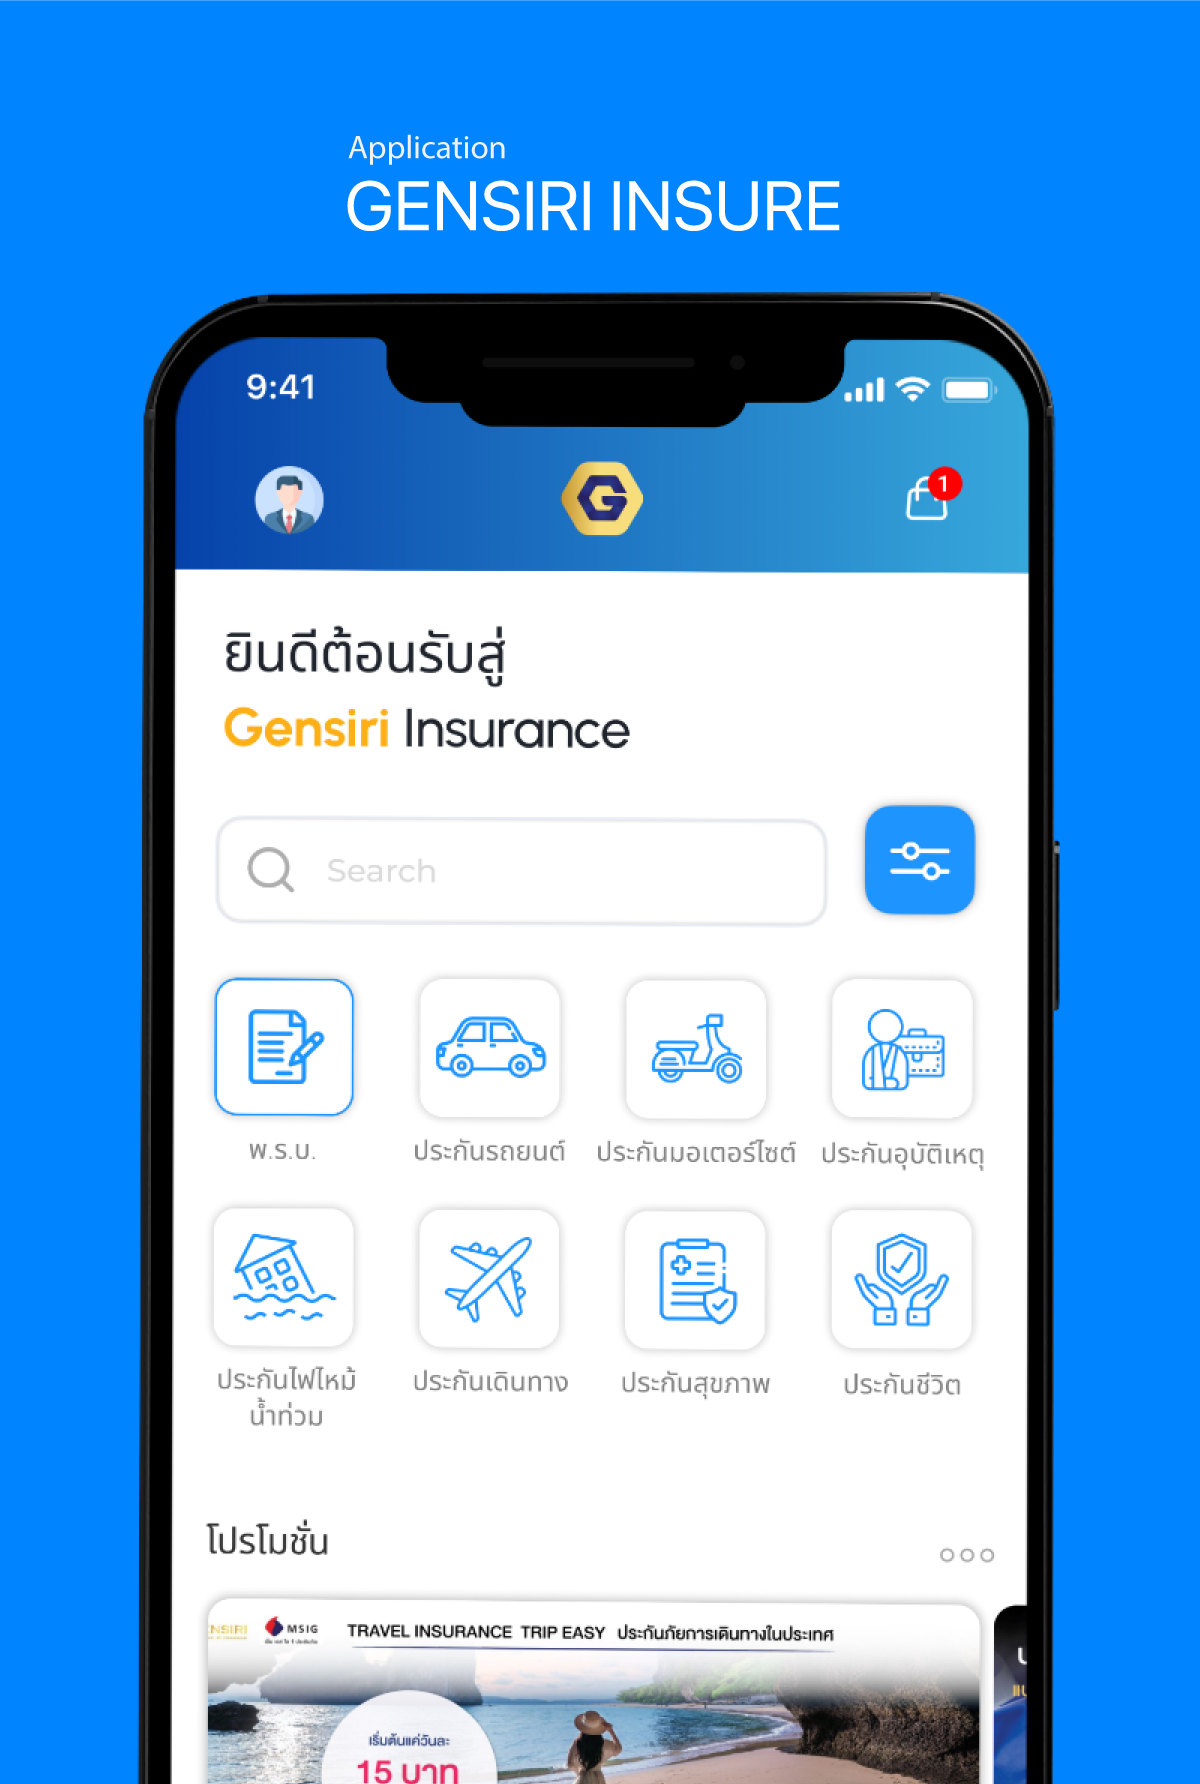 Application
GENSIRI INSURE
9:41
G
1
ยินดีต้อนรับสู่
Gensiri Insurance
Search
พ.ร.บ.
ประกันรถยนต์
ประกันมอเตอร์ไซต์
ประกันอุบัติเหตุ
ประกันไฟไหม้
น้ำท่วม
ประกันเดินทาง
ประกันสุขภาพ
ประกันชีวิต
โปรโมชั่น
MSIG
TRAVEL INSURANCE TRIP EASY ประกันภัยการเดินทางในประเทศ
เริ่มต้นแค่วันละ
15 บาท